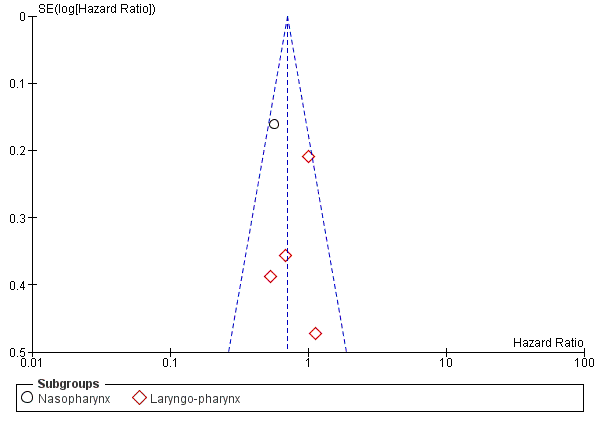 SE(log[Hazard Ratio])
0
0.1
0.2
0.3
0.4
0.5
Hazard Ratio
0.01 0.1 1 10 100
Subgroups
Nasopharynx Laryngo-pharynx